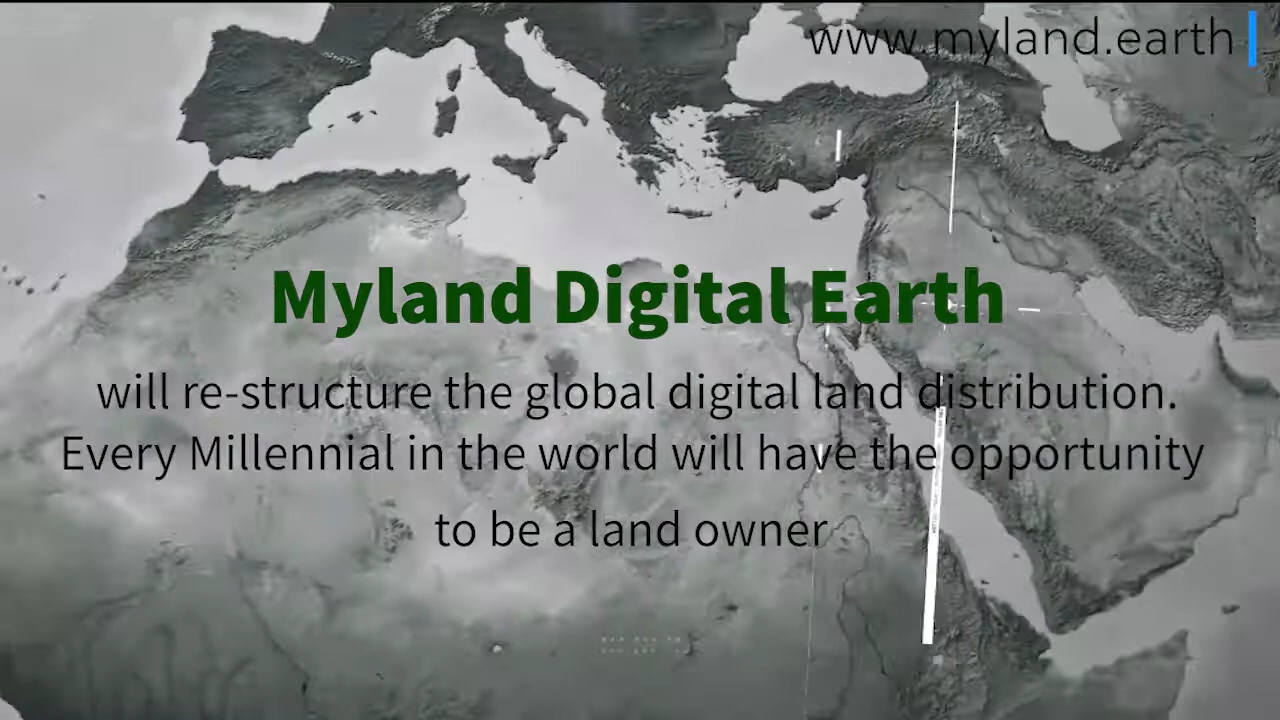 www.myland.earth
Myland Digital Earth
will re-structure the global digital land distribution.
Every Millennial in the world will have the opportunity
to be a land owner